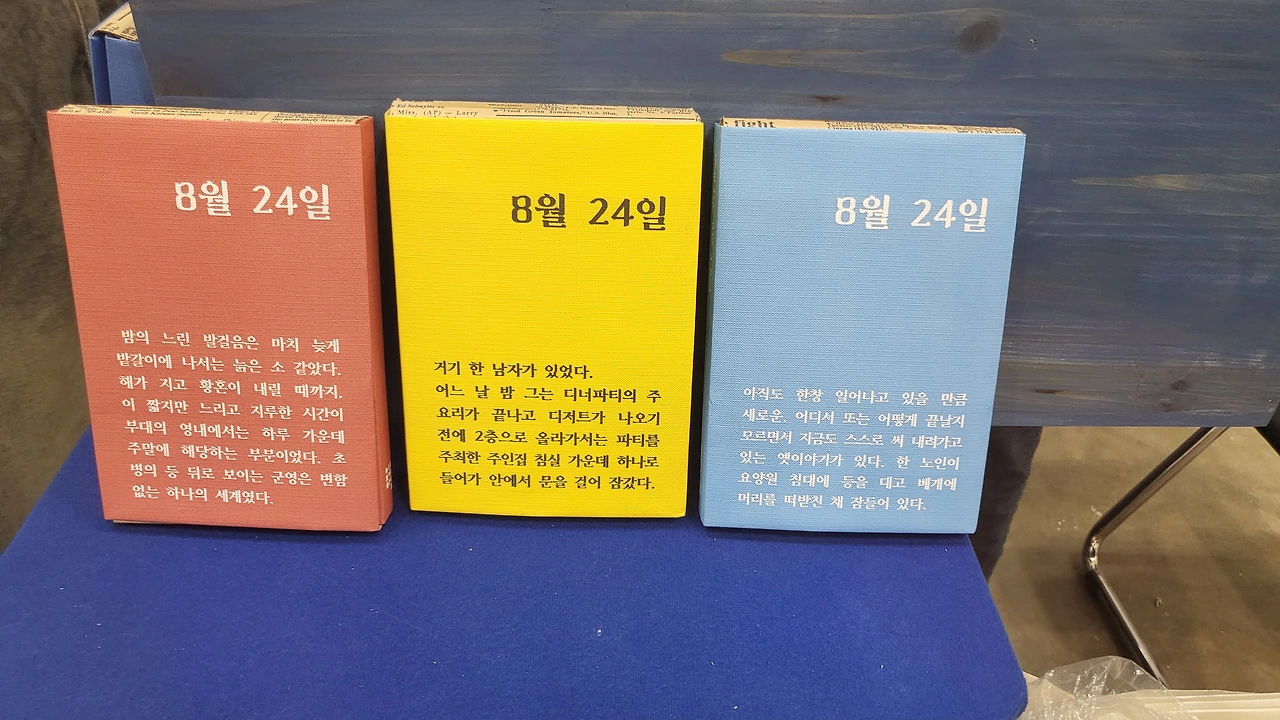 8월 24일
밤의 느린 발걸음은 마치 늦게
밭갈이에 나서는 늙은 소 같았다.
해가 지고 황혼이 내릴 때까지.
이 짧지만 느리고 지루한 시간이
부대의 영내에서는 하루 가운데
주말에 해당하는 부분이었다. 초
병의 등 뒤로 보이는 군영은 변함
없는 하나의 세계였다.
Ed Schuyler Jr.
Miss. (AP) — Larry
"Fried Green Tomatoes," U.S. film.
8월 24일
거기 한 남자가 있었다.
어느 날 밤 그는 디너파티의 주
요리가 끝나고 디저트가 나오기
전에 2층으로 올라가서는 파티를
주최한 주인집 침실 가운데 하나로
들어가 안에서 문을 걸어 잠갔다.
fight
8월 24일
아직도 한창 일어나고 있을 만큼
새로운, 어디서 또는 어떻게 끝날지
모르면서 지금도 스스로 써 내려가고
있는 옛이야기가 있다. 한 노인이
요양원 침대에 등을 대고 베개에
머리를 떠받친 채 잠들어 있다.